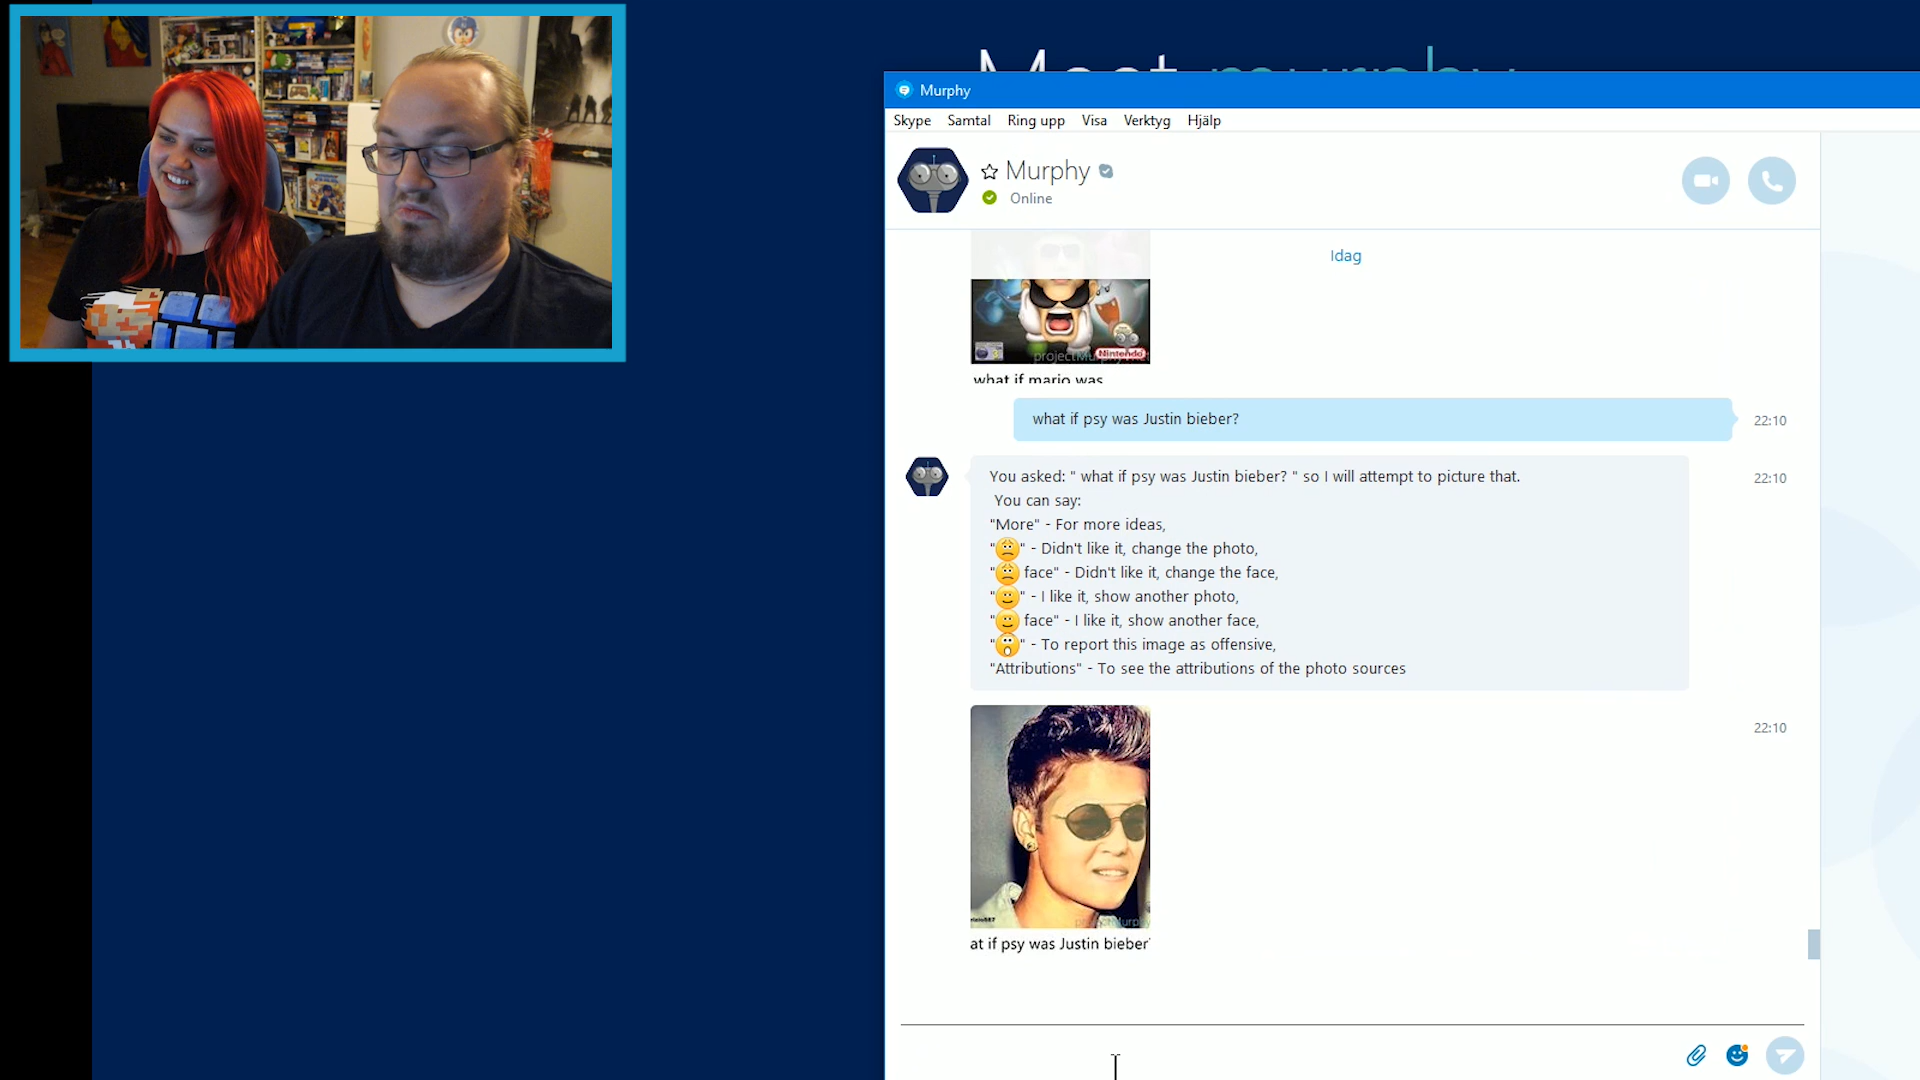 Meet murphy
Murphy
Skype Samtal Ring upp Visa Verktyg Hjälp
Murphy
Online
Idag
Nintendo
what if mario was
what if psy was Justin bieber?
22:10
You asked: " what if psy was Justin bieber? " so I will attempt to picture that.
22:10
You can say:
"More" - For more ideas,
"😟" - Didn't like it, change the photo,
"😟 face" - Didn't like it, change the face,
"🙂" - I like it, show another photo,
"🙂 face" - I like it, show another face,
"😲" - To report this image as offensive,
"Attributions" - To see the attributions of the photo sources
22:10
at if psy was Justin bieber